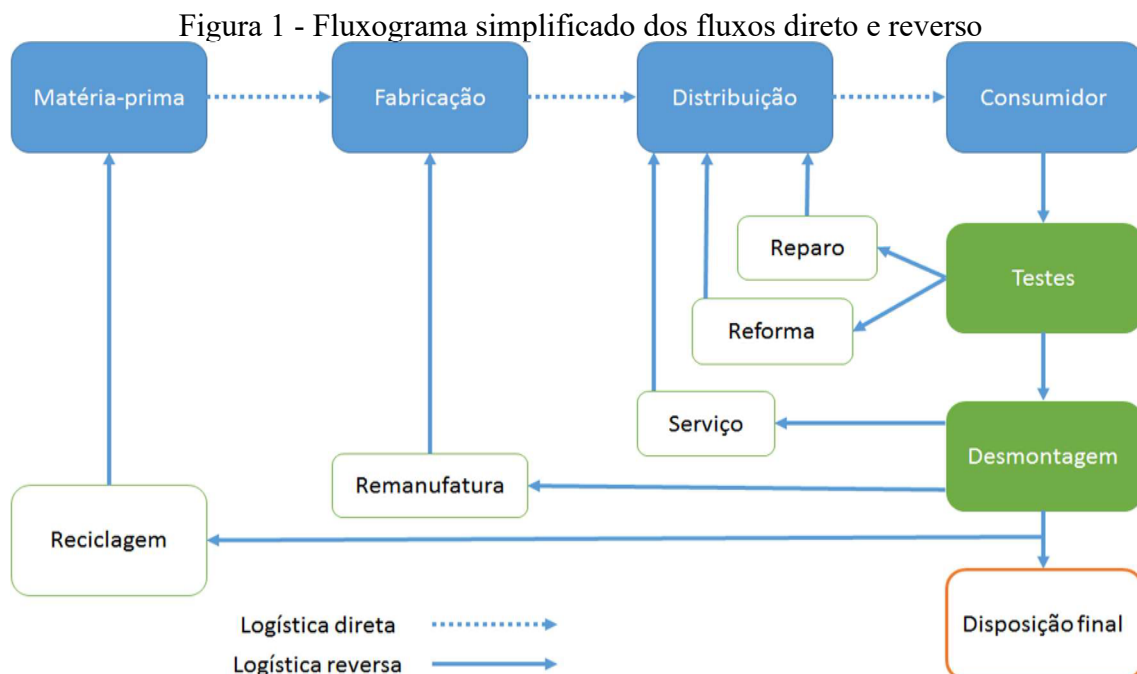 Figura 1 - Fluxograma simplificado dos fluxos direto e reverso
Matéria-prima
Fabricação
Distribuição
Consumidor
Reparo
Testes
Reforma
Serviço
Desmontagem
Remanufatura
Reciclagem
Disposição final
Logística direta
Logística reversa